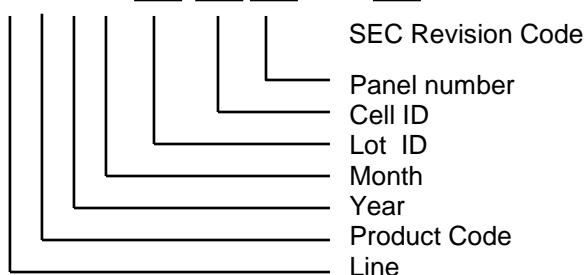 SEC Revision Code
Panel number
Cell ID
Lot ID
Month
Year
Product Code
Line